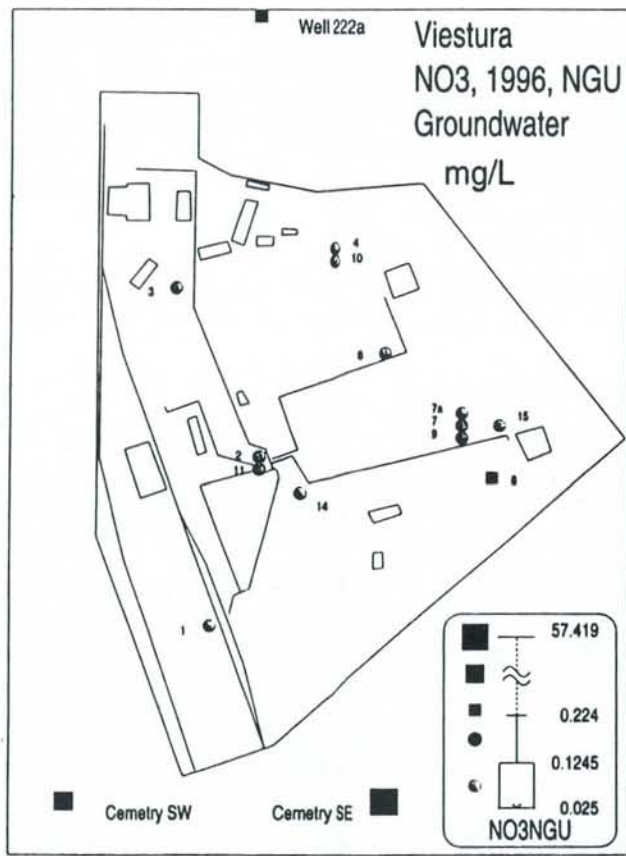 Well 222a
Viestura
NO3, 1996, NGU
Groundwater
mg/L
4
10
3
6
7a
7
15
9
2
11
8
14
1
57.419
0.224
0.1245
0.025
NO3NGU
Cemetry SW
Cemetry SE